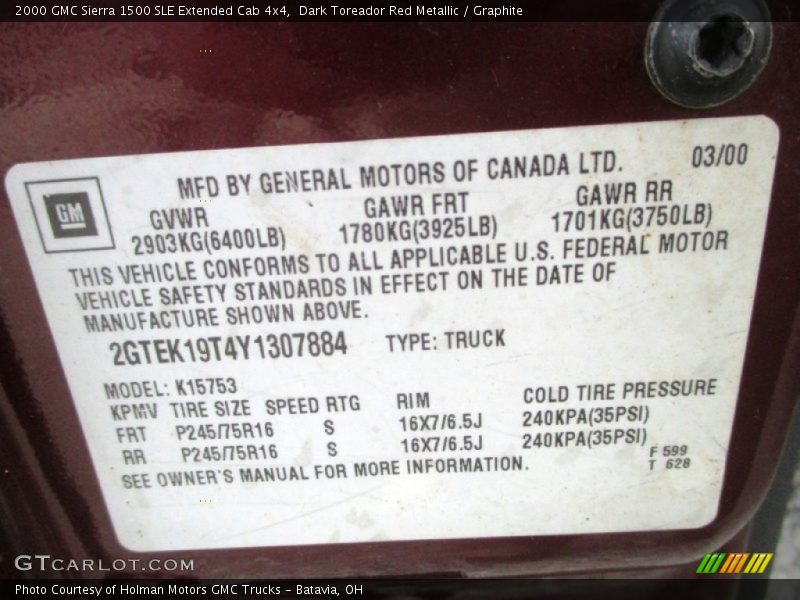 2000 GMC Sierra 1500 SLE Extended Cab 4x4,  Dark Toreador Red Metallic / Graphite
MFD BY GENERAL MOTORS OF CANADA LTD. 03/00
GM
GVWR GAWR FRT GAWR RR
2903KG(6400LB) 1780KG(3925LB) 1701KG(3750LB)
THIS VEHICLE CONFORMS TO ALL APPLICABLE U.S. FEDERAL MOTOR
VEHICLE SAFETY STANDARDS IN EFFECT ON THE DATE OF
MANUFACTURE SHOWN ABOVE.
2GTEK19T4Y1307884 TYPE: TRUCK
MODEL: K15753
KPMV TIRE SIZE SPEED RTG RIM COLD TIRE PRESSURE
FRT P245/75R16 S 16X7/6.5J 240KPA(35PSI)
RR P245/75R16 S 16X7/6.5J 240KPA(35PSI)
SEE OWNER'S MANUAL FOR MORE INFORMATION.
F 599
T 628
GTCARLOT.COM
Photo Courtesy of Holman Motors GMC Trucks - Batavia, OH